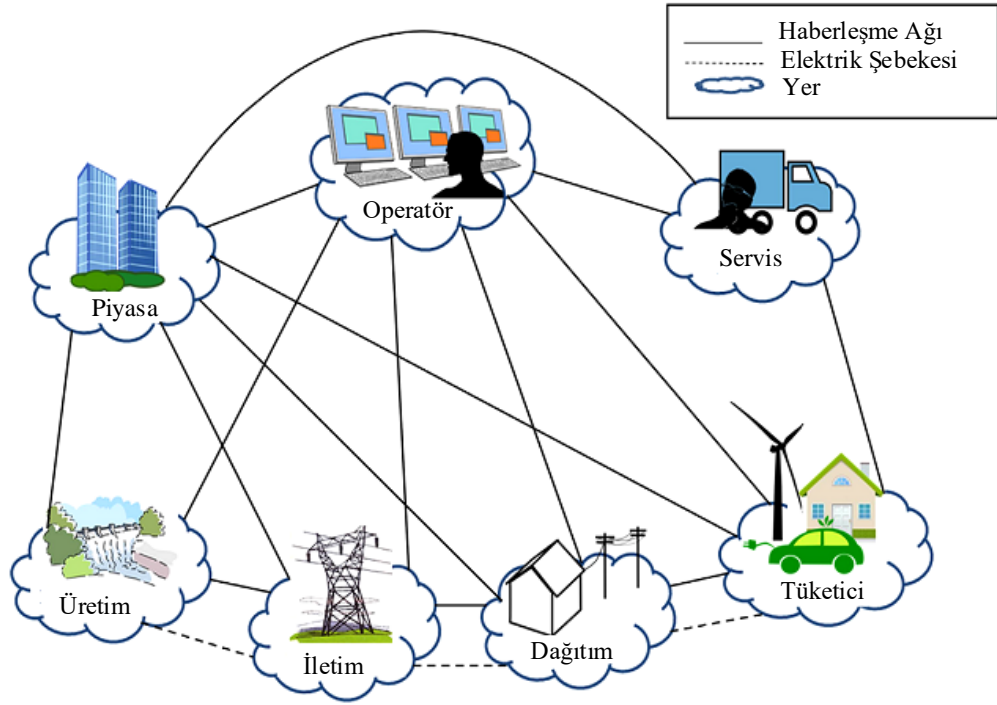 Haberleşme Ağı
Elektrik Şebekesi
Yer
Operatör
Servis
Piyasa
Üretim
İletim
Dağıtım
Tüketici